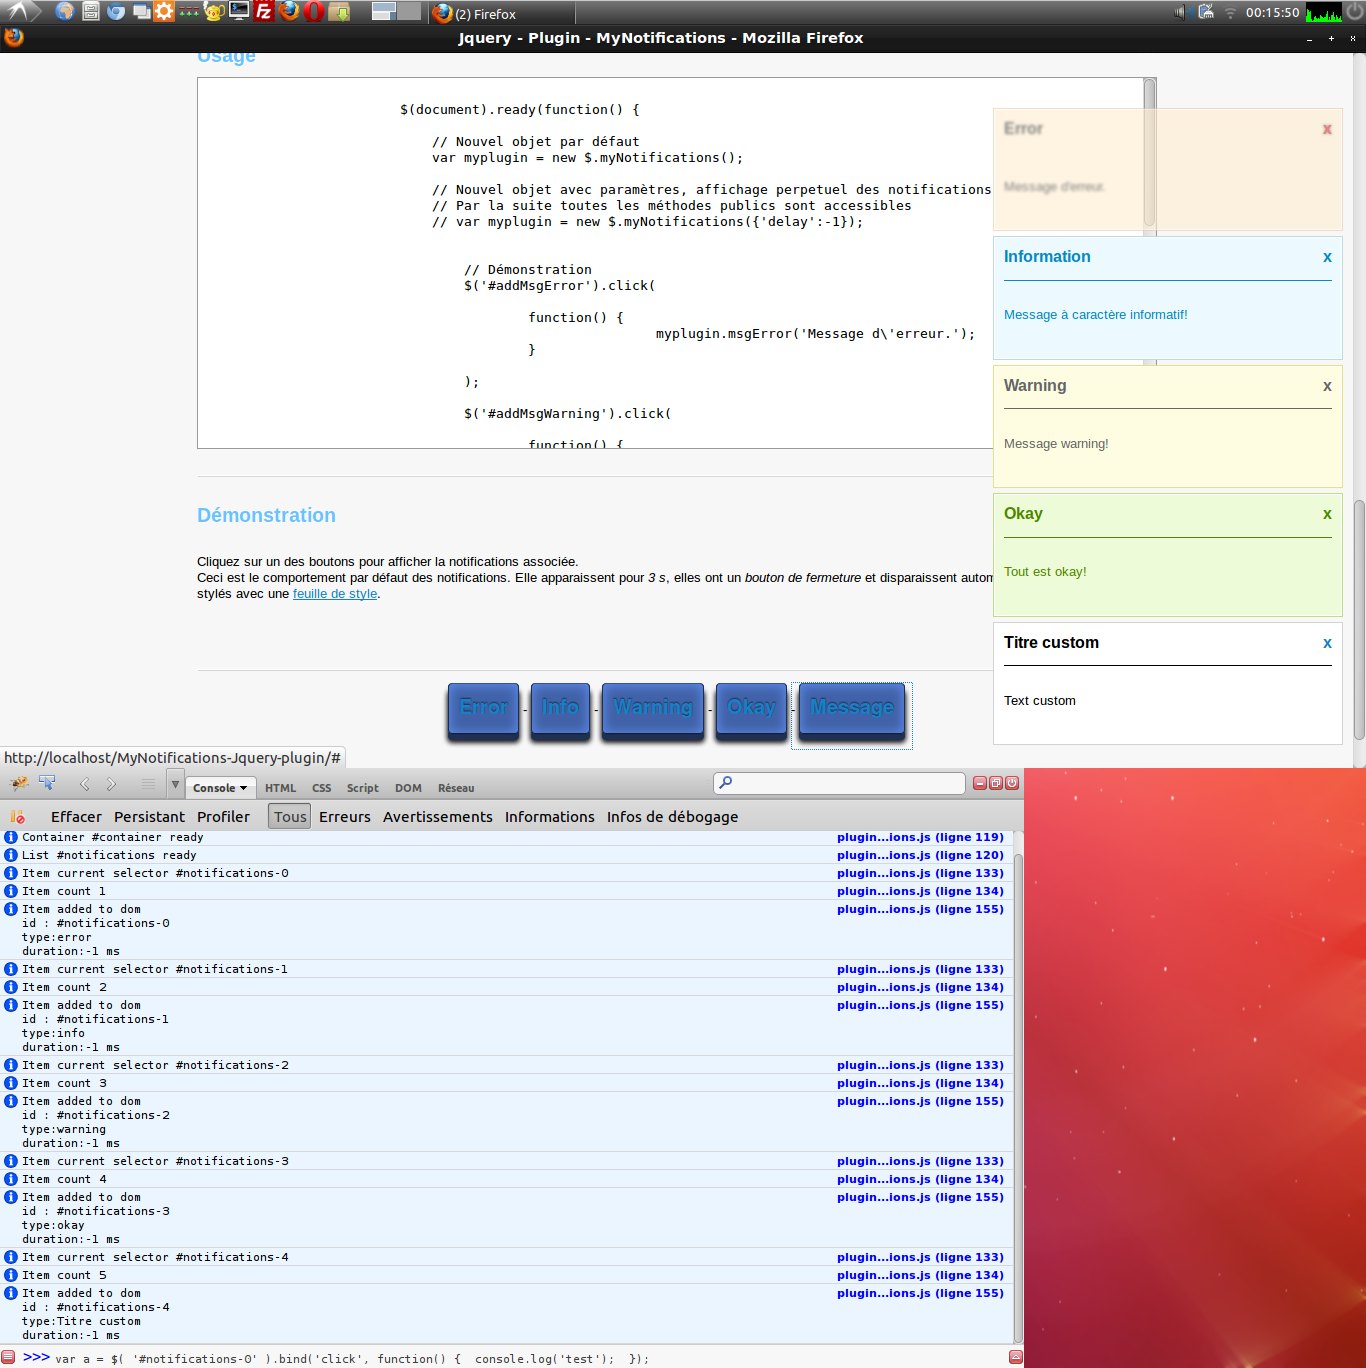 (2) Firefox
00:15:50
Jquery - Plugin - MyNotifications - Mozilla Firefox
Usage
$(document).ready(function() {
// Nouvel objet par défaut
var myplugin = new $.myNotifications();
// Nouvel objet avec paramètres, affichage perpetuel des notifications
// Par la suite toutes les méthodes publics sont accessibles
// var myplugin = new $.myNotifications({'delay':-1});
// Démonstration
$('#addMsgError').click(
function() {
myplugin.msgError('Message d\'erreur.');
}
);
$('#addMsgWarning').click(
function() {
Error x
Message d'erreur.
Information x
Message à caractère informatif!
Warning x
Message warning!
Okay x
Tout est okay!
Titre custom x
Text custom
Démonstration
Cliquez sur un des boutons pour afficher la notifications associée.
Ceci est le comportement par défaut des notifications. Elle apparaissent pour 3 s, elles ont un bouton de fermeture et disparaissent autom
stylés avec une feuille de style.
Error - Info - Warning - Okay - Message
http://localhost/MyNotifications-Jquery-plugin/#
Console HTML CSS Script DOM Réseau
Effacer Persistant Profiler Tous Erreurs Avertissements Informations Infos de débogage
Container #container ready plugin...ions.js (ligne 119)
List #notifications ready plugin...ions.js (ligne 120)
Item current selector #notifications-0 plugin...ions.js (ligne 133)
Item count 1 plugin...ions.js (ligne 134)
Item added to dom plugin...ions.js (ligne 155)
id : #notifications-0
type:error
duration:-1 ms
Item current selector #notifications-1 plugin...ions.js (ligne 133)
Item count 2 plugin...ions.js (ligne 134)
Item added to dom plugin...ions.js (ligne 155)
id : #notifications-1
type:info
duration:-1 ms
Item current selector #notifications-2 plugin...ions.js (ligne 133)
Item count 3 plugin...ions.js (ligne 134)
Item added to dom plugin...ions.js (ligne 155)
id : #notifications-2
type:warning
duration:-1 ms
Item current selector #notifications-3 plugin...ions.js (ligne 133)
Item count 4 plugin...ions.js (ligne 134)
Item added to dom plugin...ions.js (ligne 155)
id : #notifications-3
type:okay
duration:-1 ms
Item current selector #notifications-4 plugin...ions.js (ligne 133)
Item count 5 plugin...ions.js (ligne 134)
Item added to dom plugin...ions.js (ligne 155)
id : #notifications-4
type:Titre custom
duration:-1 ms
>>> var a = $( '#notifications-0' ).bind('click', function() { console.log('test'); });